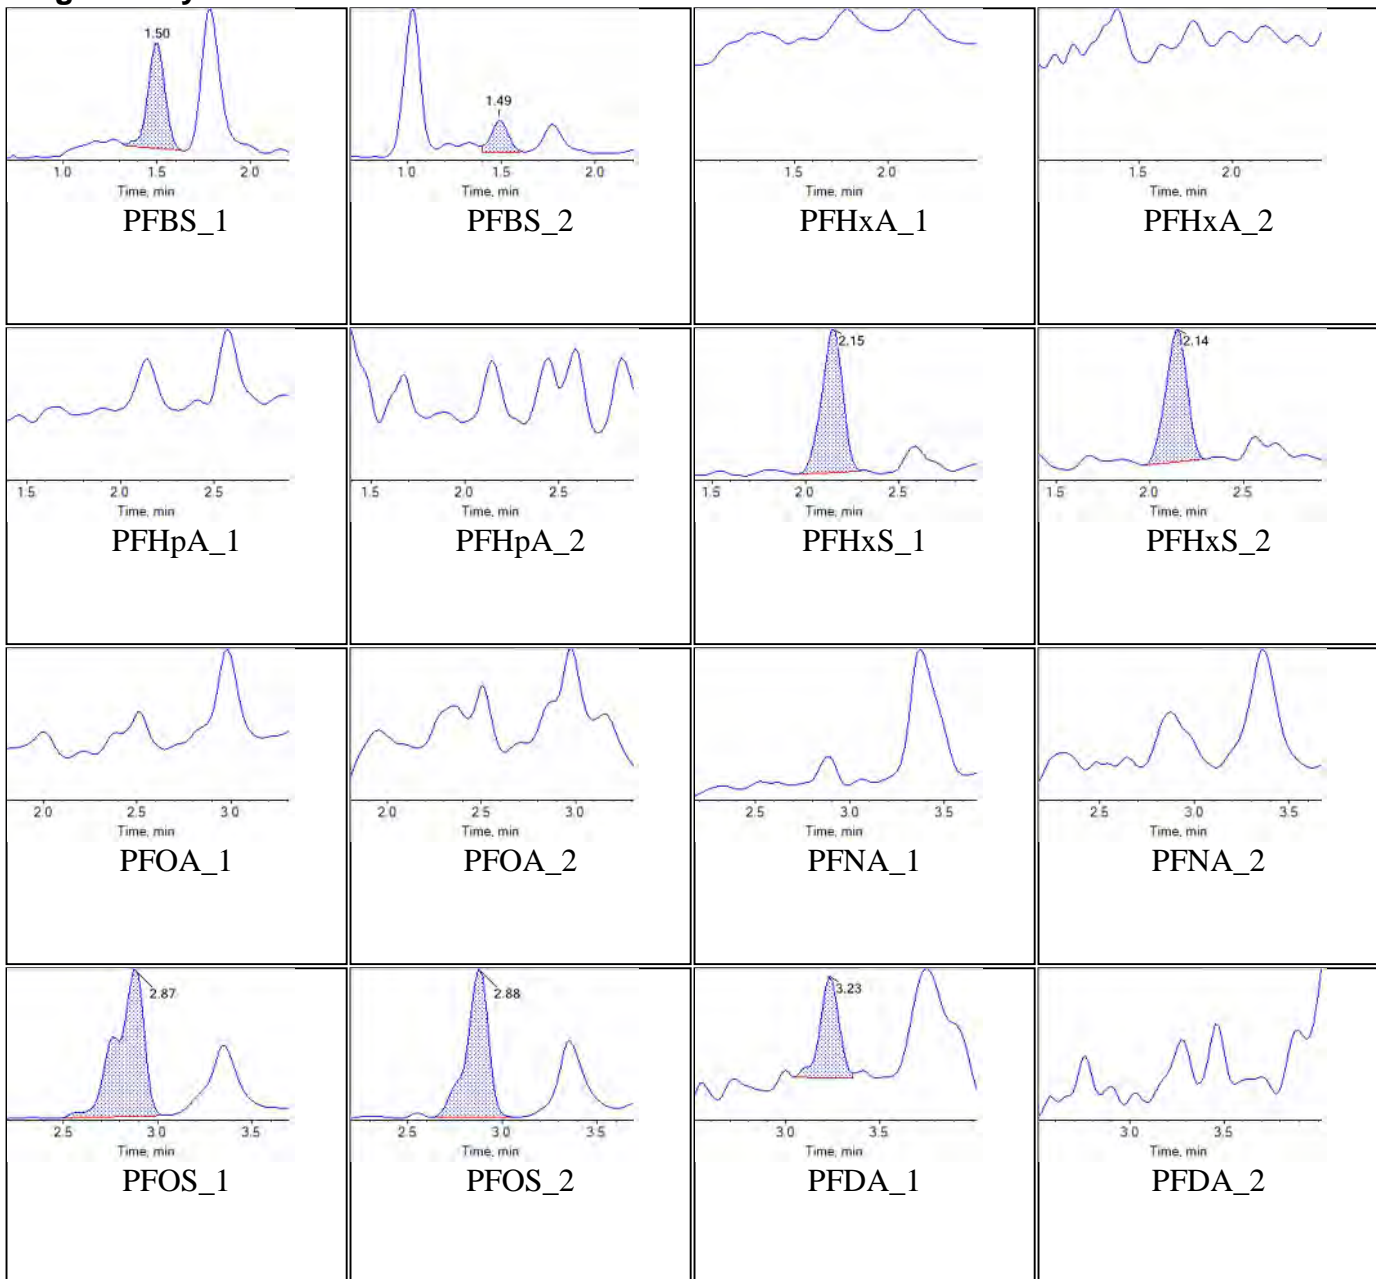 1.50
1.0 1.5 2.0
Time, min
PFBS_1
1.49
1.0 1.5 2.0
Time, min
PFBS_2
1.5 2.0
Time, min
PFHxA_1
1.5 2.0
Time, min
PFHxA_2
1.5 2.0 2.5
Time, min
PFHpA_1
1.5 2.0 2.5
Time, min
PFHpA_2
2.15
1.5 2.0 2.5
Time, min
PFHxS_1
2.14
1.5 2.0 2.5
Time, min
PFHxS_2
2.0 2.5 3.0
Time, min
PFOA_1
2.0 2.5 3.0
Time, min
PFOA_2
2.5 3.0 3.5
Time, min
PFNA_1
2.5 3.0 3.5
Time, min
PFNA_2
2.87
2.5 3.0 3.5
Time, min
PFOS_1
2.88
2.5 3.0 3.5
Time, min
PFOS_2
3.23
3.0 3.5
Time, min
PFDA_1
3.0 3.5
Time, min
PFDA_2